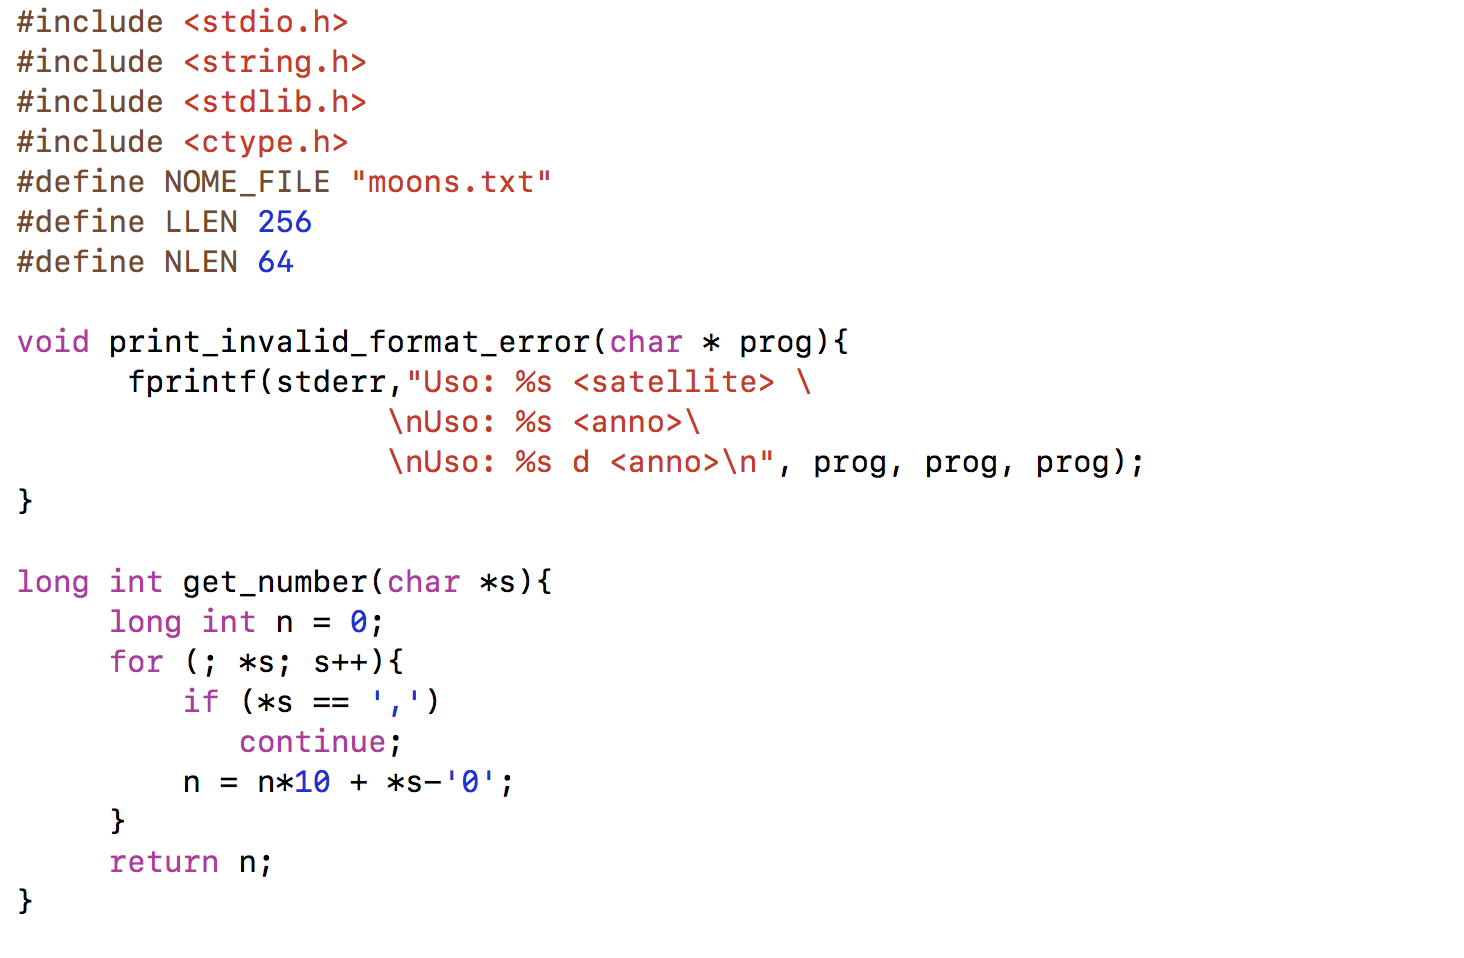 #include <stdio.h>
#include <string.h>
#include <stdlib.h>
#include <ctype.h>
#define NOME_FILE "moons.txt"
#define LLEN 256
#define NLEN 64

void print_invalid_format_error(char * prog){
      fprintf(stderr,"Uso: %s <satellite> \
                    \nUso: %s <anno>\
                    \nUso: %s d <anno>\n", prog, prog, prog);
}

long int get_number(char *s){
     long int n = 0;
     for (; *s; s++){
         if (*s == ',')
            continue;
         n = n*10 + *s-'0';
     }
     return n;
}